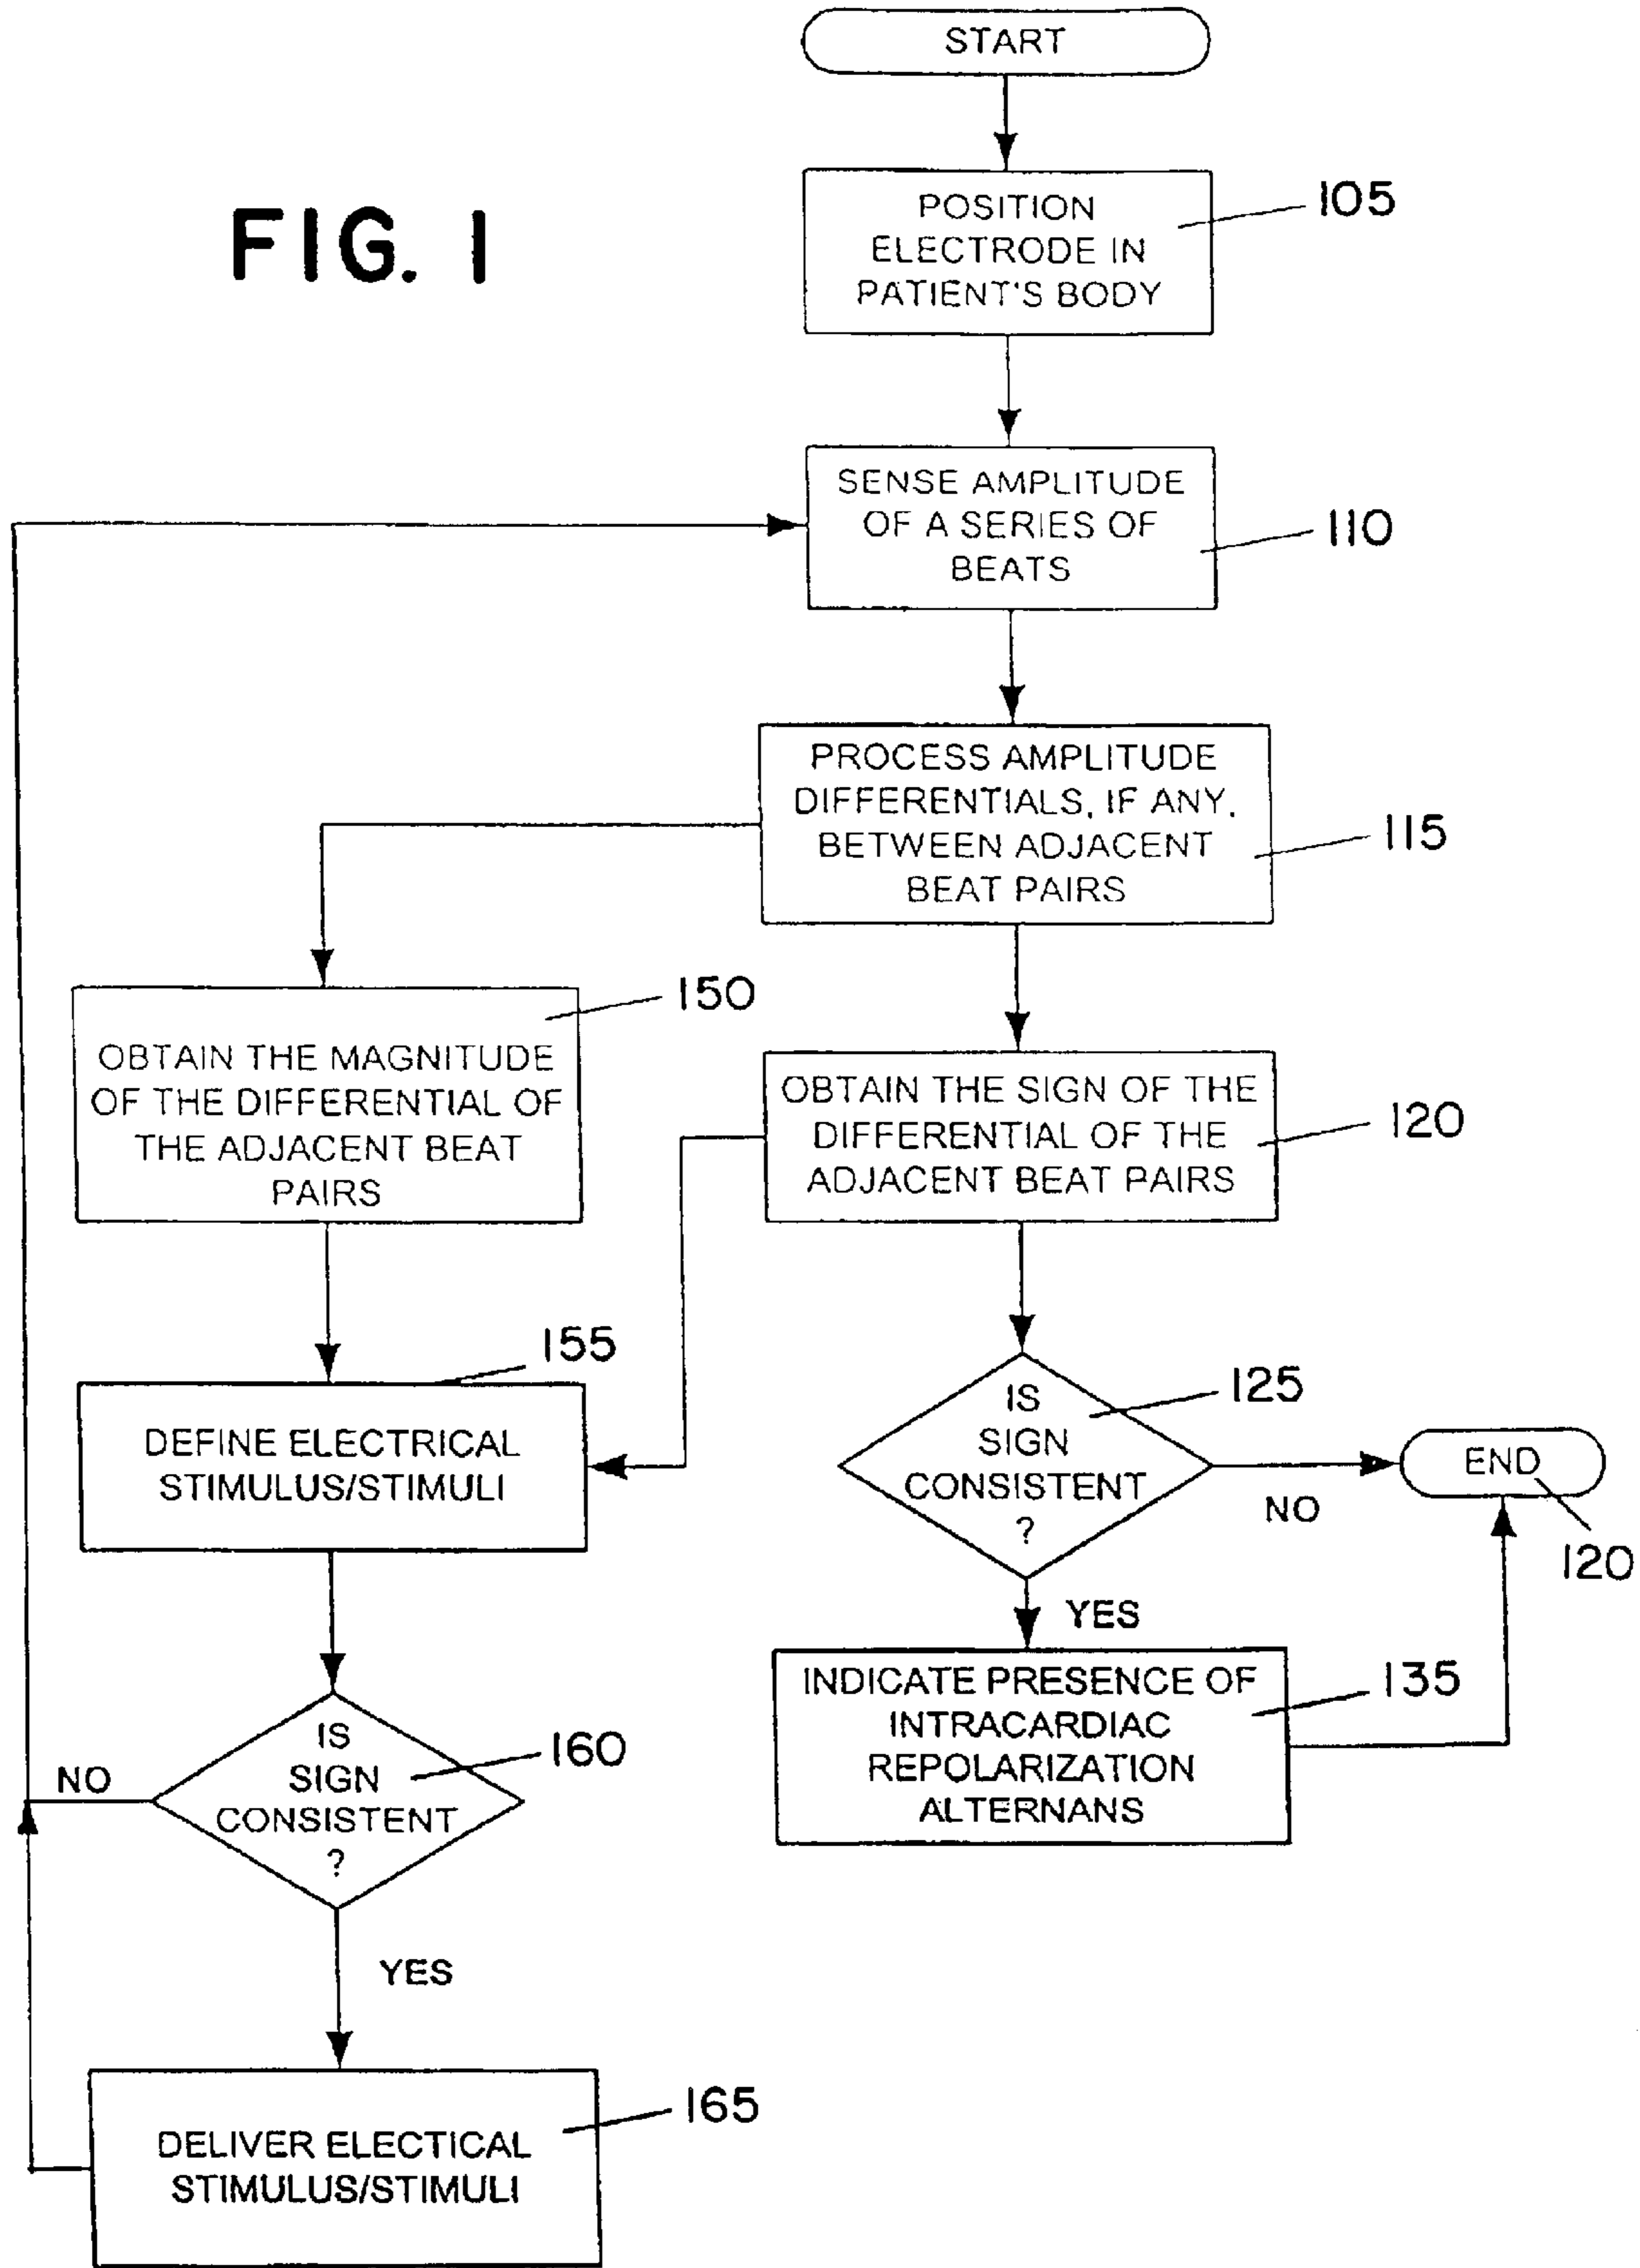 START
FIG. 1
POSITION
ELECTRODE IN
PATIENT'S BODY
105
SENSE AMPLITUDE
OF A SERIES OF
BEATS
110
PROCESS AMPLITUDE
DIFFERENTIALS, IF ANY,
BETWEEN ADJACENT
BEAT PAIRS
115
150
OBTAIN THE MAGNITUDE
OF THE DIFFERENTIAL OF
THE ADJACENT BEAT
PAIRS
OBTAIN THE SIGN OF THE
DIFFERENTIAL OF THE
ADJACENT BEAT PAIRS
120
155
DEFINE ELECTRICAL
STIMULUS/STIMULI
IS
SIGN
CONSISTENT
?
125
NO
END
120
YES
INDICATE PRESENCE OF
INTRACARDIAC
REPOLARIZATION
ALTERNANS
135
IS
SIGN
CONSISTENT
?
160
NO
YES
DELIVER ELECTICAL
STIMULUS/STIMULI
165